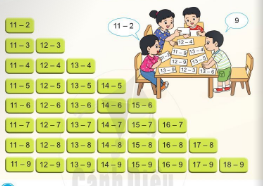 11 – 2
11 – 2
9
11 – 3 12 – 3
11 – 4 12 – 4 13 – 4
11 – 5 12 – 5 13 – 5 14 – 5
11 – 6 12 – 6 13 – 6 14 – 6 15 – 6
11 – 7 12 – 7 13 – 7 14 – 7 15 – 7 16 – 7
11 – 8 12 – 8 13 – 8 14 – 8 15 – 8 16 – 8 17 – 8
11 – 9 12 – 9 13 – 9 14 – 9 15 – 9 16 – 9 17 – 9 18 – 9